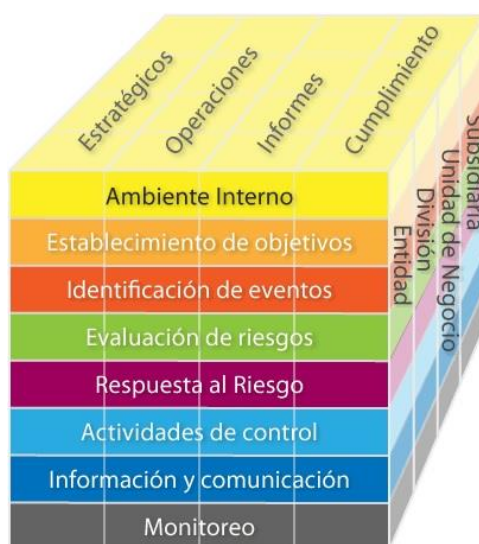 Estratégicos
Operaciones
Informes
Cumplimiento
Ambiente Interno
Establecimiento de objetivos
Identificación de eventos
Evaluación de riesgos
Respuesta al Riesgo
Actividades de control
Información y comunicación
Monitoreo
Entidad
División
Unidad de Negocio
Subsidiaria